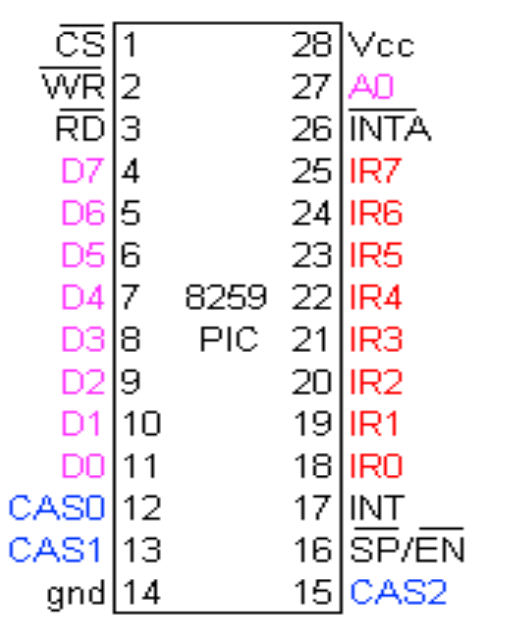 CS 1 28 Vcc
WR 2 27 A0
RD 3 26 INTA
D7 4 25 IR7
D6 5 24 IR6
D5 6 23 IR5
D4 7 8259 22 IR4
D3 8 PIC 21 IR3
D2 9 20 IR2
D1 10 19 IR1
D0 11 18 IR0
CAS0 12 17 INT
CAS1 13 16 SP/EN
gnd 14 15 CAS2